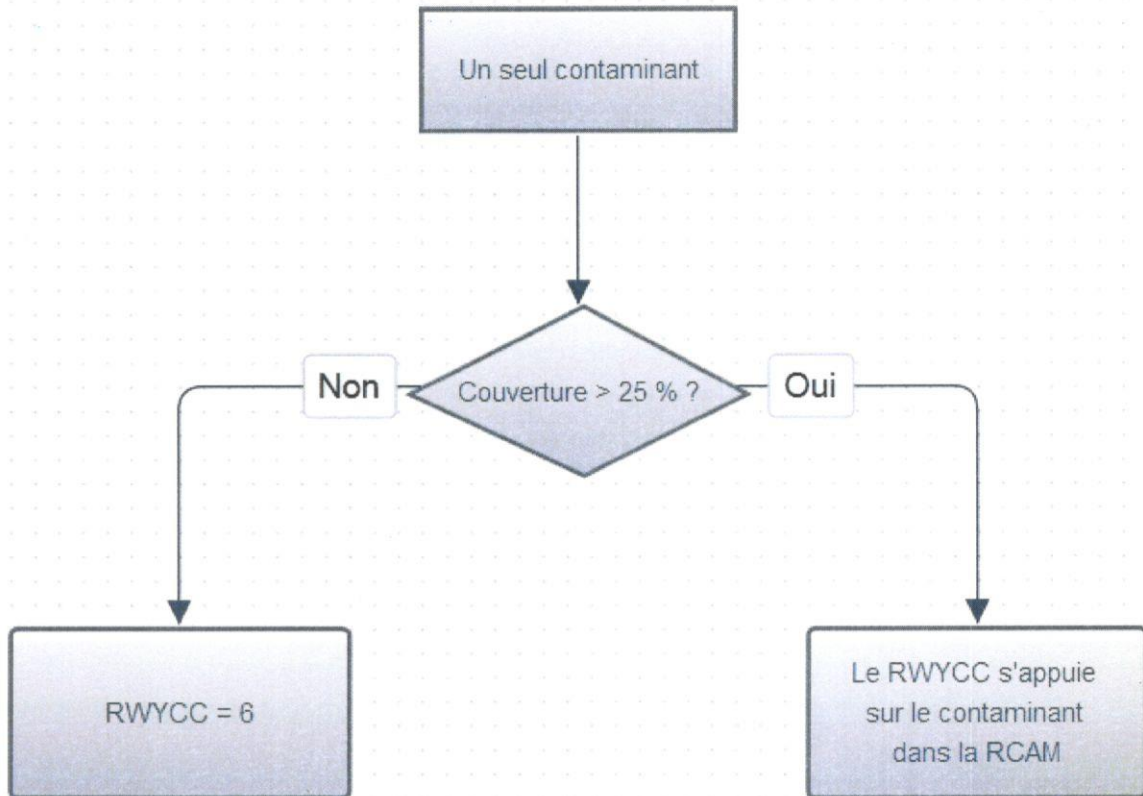 Un seul contaminant
Non
Couverture > 25 % ?
Oui
RWYCC = 6
Le RWYCC s'appuie
sur le contaminant
dans la RCAM